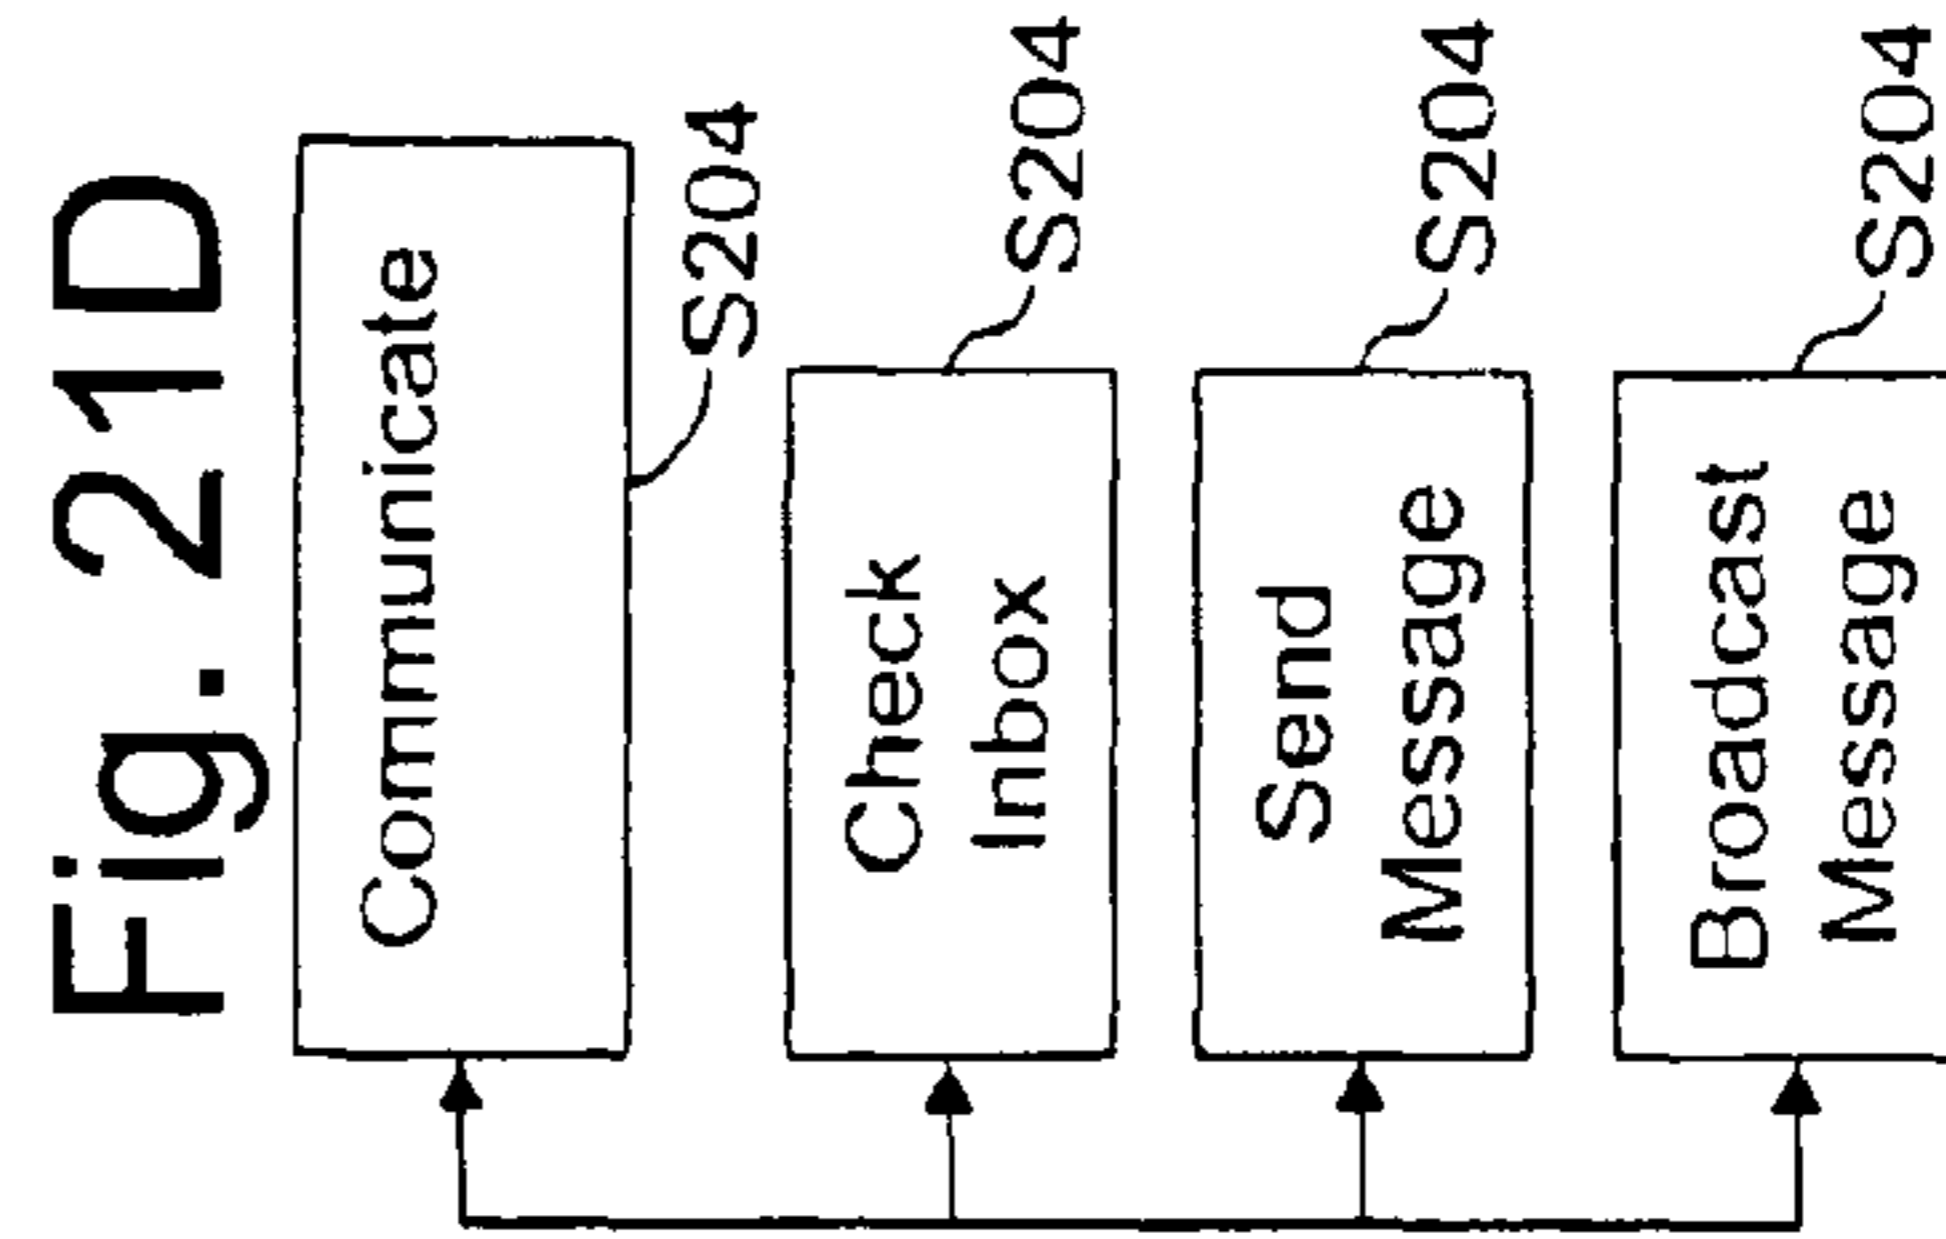 Fig. 21D
Communicate
S204
Check
Inbox
S204
Send
Message
S204
Broadcast
Message
S204